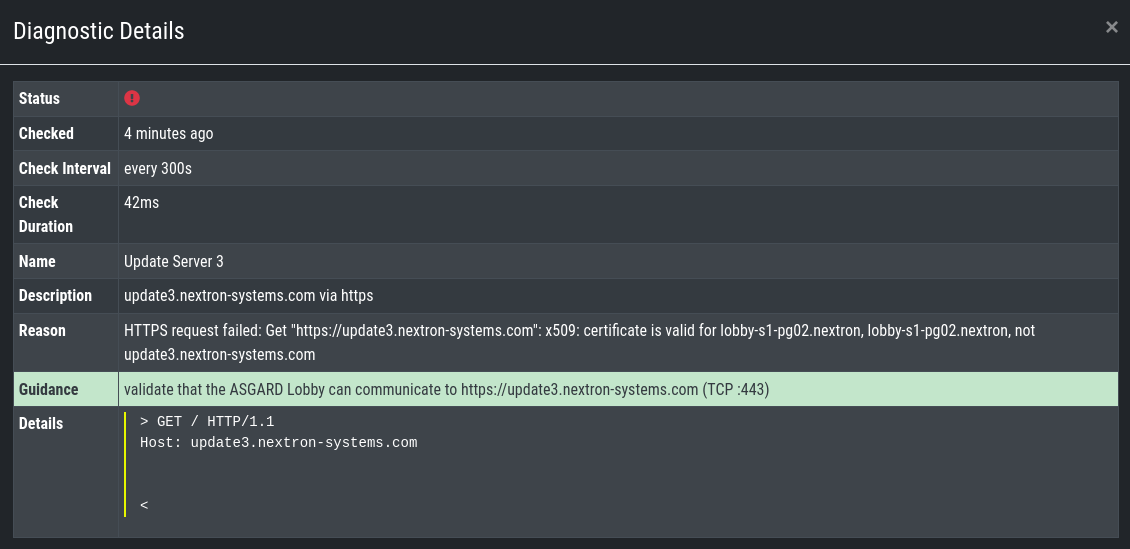 Diagnostic Details
×
Status
Checked 4 minutes ago
Check Interval every 300s
Check 42ms
Duration
Name Update Server 3
Description update3.nextron-systems.com via https
Reason HTTPS request failed: Get "https://update3.nextron-systems.com": x509: certificate is valid for lobby-s1-pg02.nextron, lobby-s1-pg02.nextron, not
update3.nextron-systems.com
Guidance validate that the ASGARD Lobby can communicate to https://update3.nextron-systems.com (TCP :443)
Details > GET / HTTP/1.1
Host: update3.nextron-systems.com
<